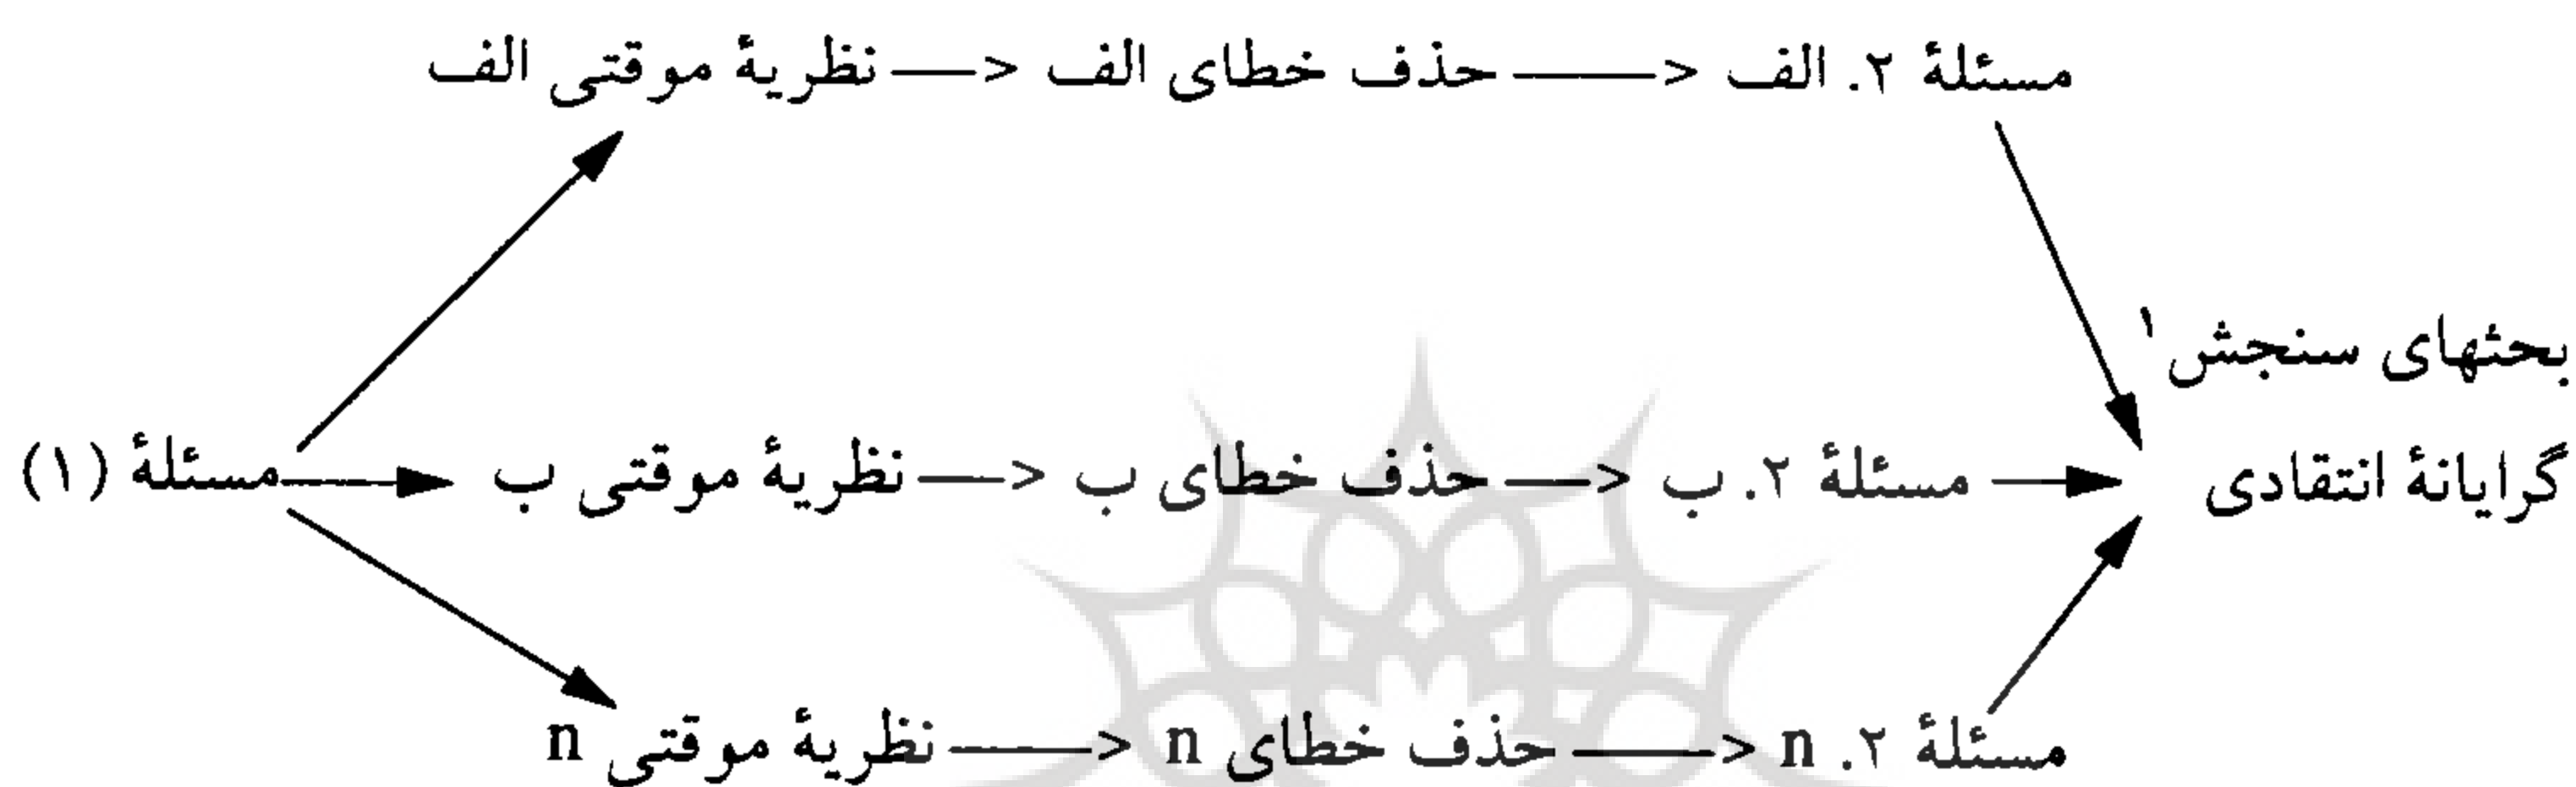 نظریهٔ موقتی الف —> حذف خطای الف —> مسئلهٔ ۲. الف
بحثهای سنجش ۱
مسئلهٔ (۱) نظریهٔ موقتی ب —> حذف خطای ب —> مسئلهٔ ۲. ب گرایانهٔ انتقادی
نظریهٔ موقتی n —> حذف خطای n —> مسئلهٔ ۲. n